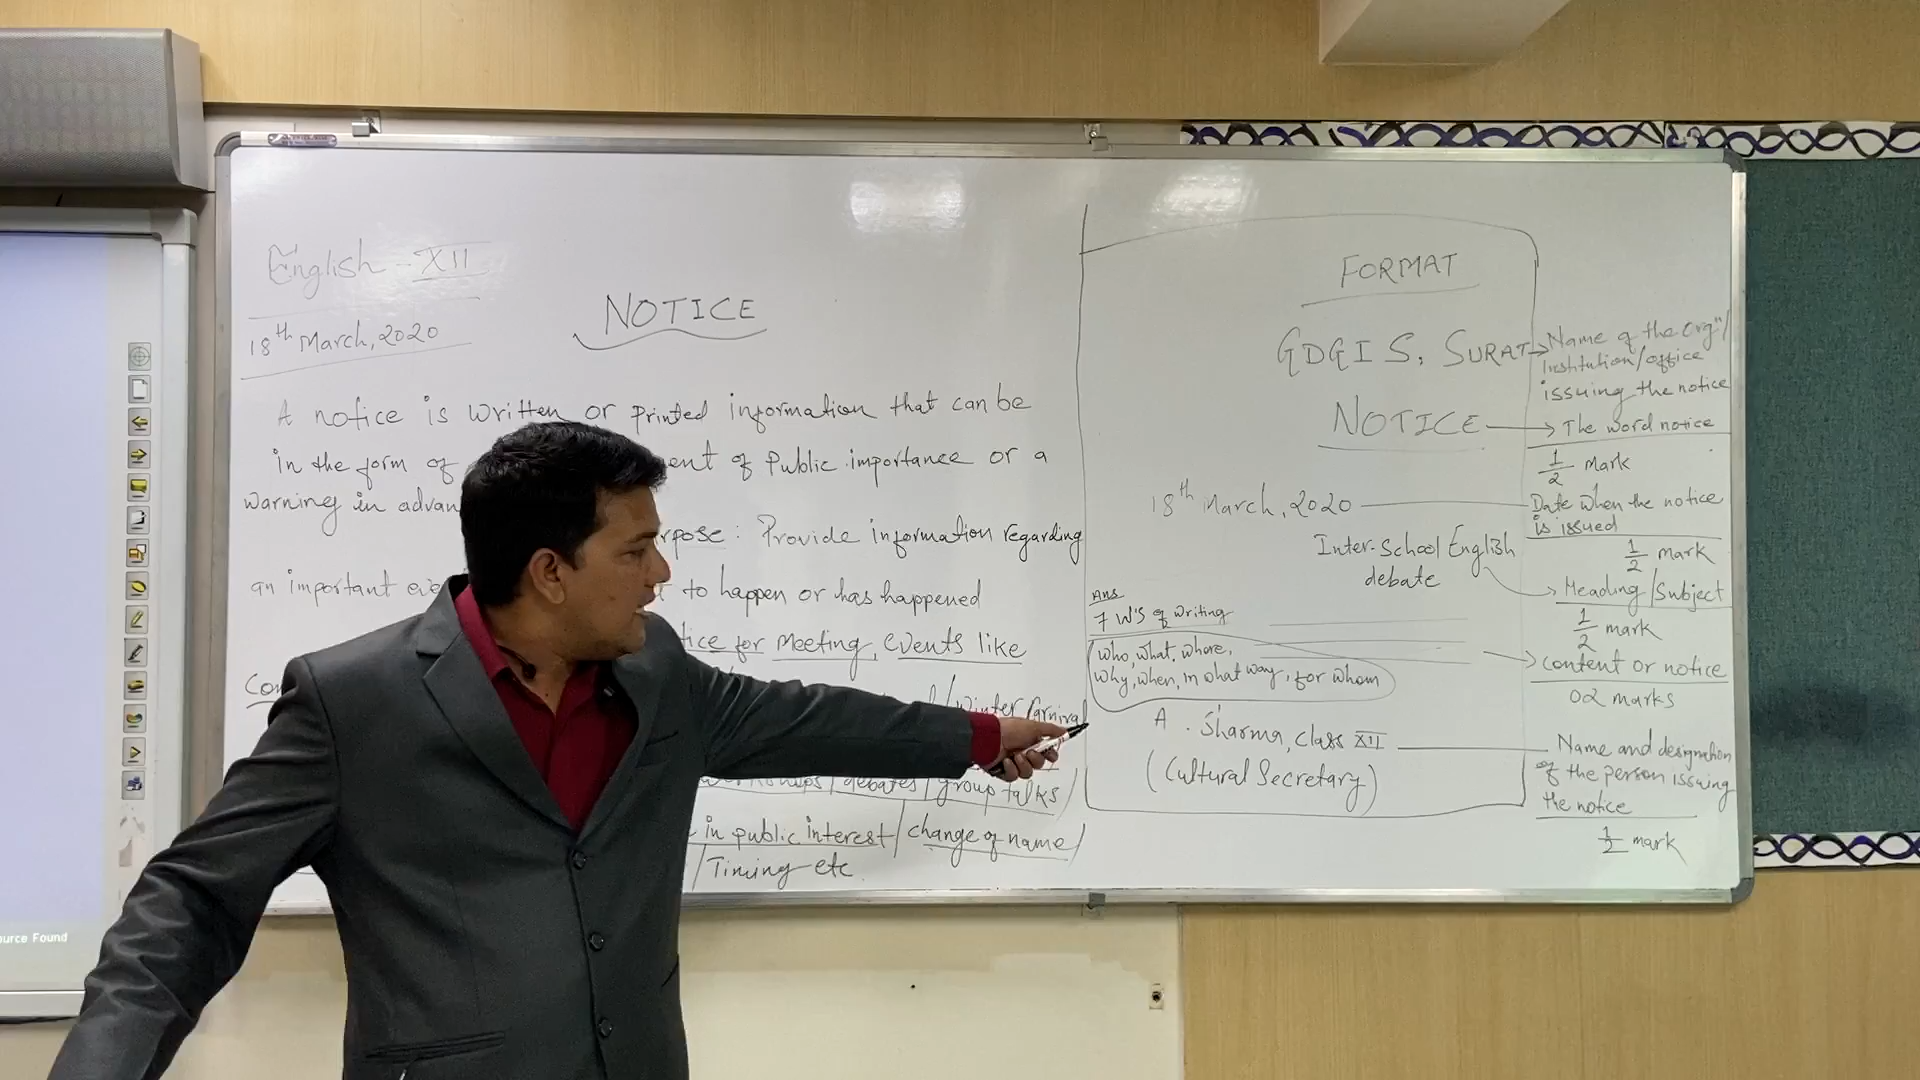 English - XII
18th March, 2020
NOTICE
A notice is written or printed information that can be
in the form of
ent of Public importance or a
warning in advan
rpose: Provide information regarding
an important eve
to happen or has happened
tice for Meeting, events like
Con
/Winter Carnival
workshops/debates/group talks/
in public interest/change of name/
/Timing etc
FORMAT
GDGIS, SURAT
Name of the Orgn/
Institution/office
issuing the notice
NOTICE
The word notice
1/2 mark
18th March, 2020
Date when the notice
is issued
1/2 mark
Inter-School English
debate
Heading/Subject
1/2 mark
Ans
7 W'S of writing
who, what, where,
why, when, in what way, for whom
content or notice
02 marks
A. Sharma, Class XII
(Cultural Secretary)
Name and designation
of the person issuing
the notice
1/2 mark
ource Found